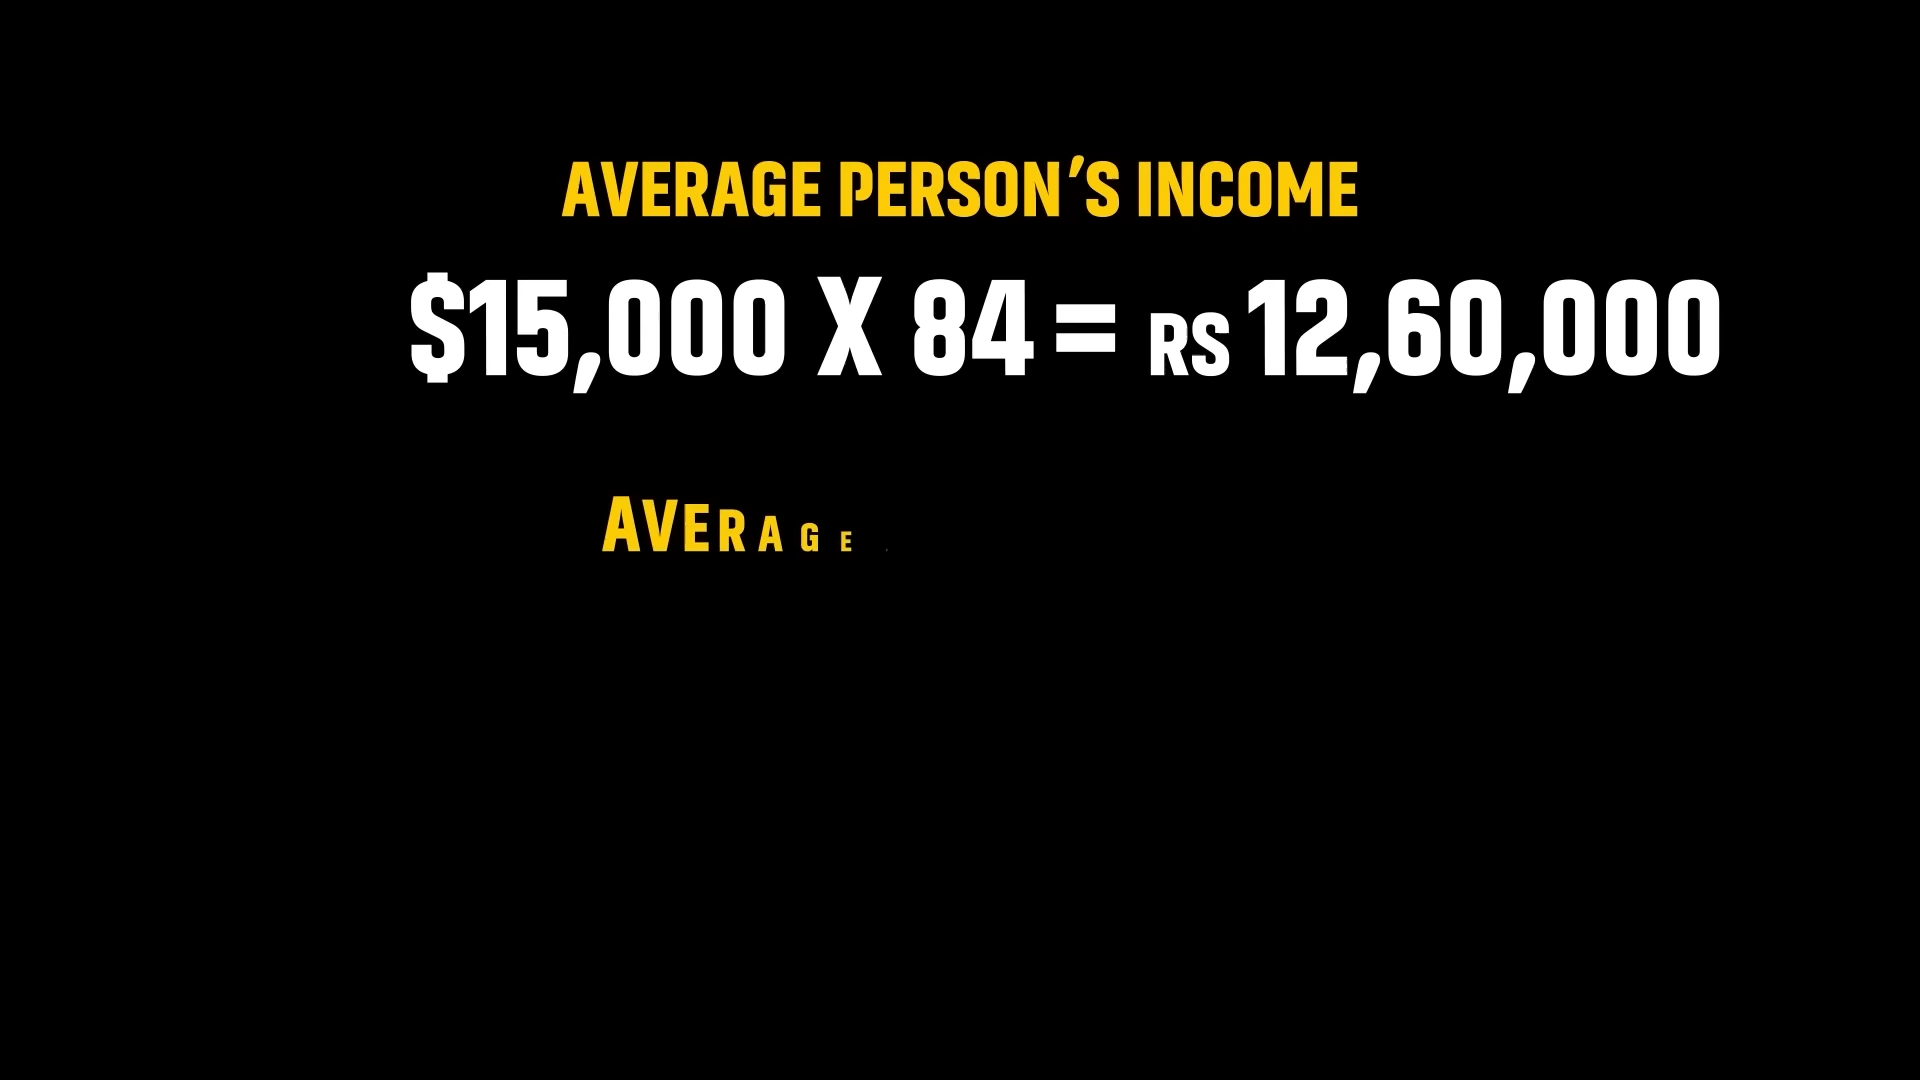 AVERAGE PERSON'S INCOME
$15,000 X 84 = RS 12,60,000
AVERAGE